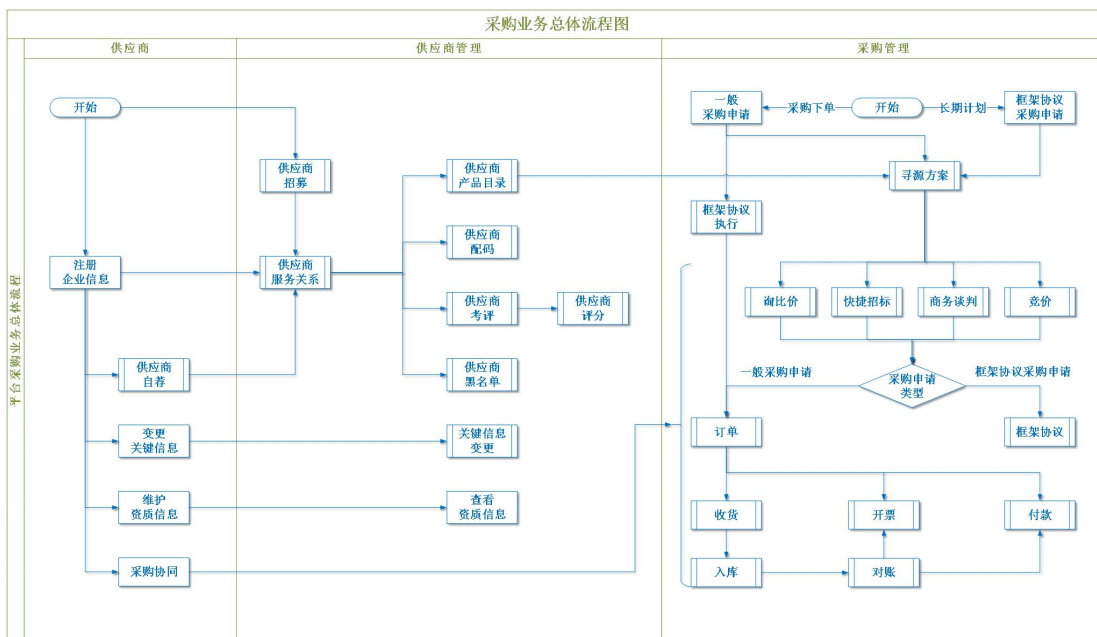 采购业务总体流程图
供应商
供应商管理
采购管理
平台采购业务总体流程
开始
一般
采购申请
采购下单
开始
长期计划
框架协议
采购申请
供应商
招募
供应商
产品目录
寻源方案
框架协议
执行
供应商
配码
注册
企业信息
供应商
服务关系
供应商
考评
供应商
评分
询比价
快捷招标
商务谈判
竞价
供应商
自荐
供应商
黑名单
一般采购申请
采购申请
类型
框架协议采购申请
变更
关键信息
关键信息
变更
订单
框架协议
维护
资质信息
查看
资质信息
收货
开票
付款
采购协同
入库
对账